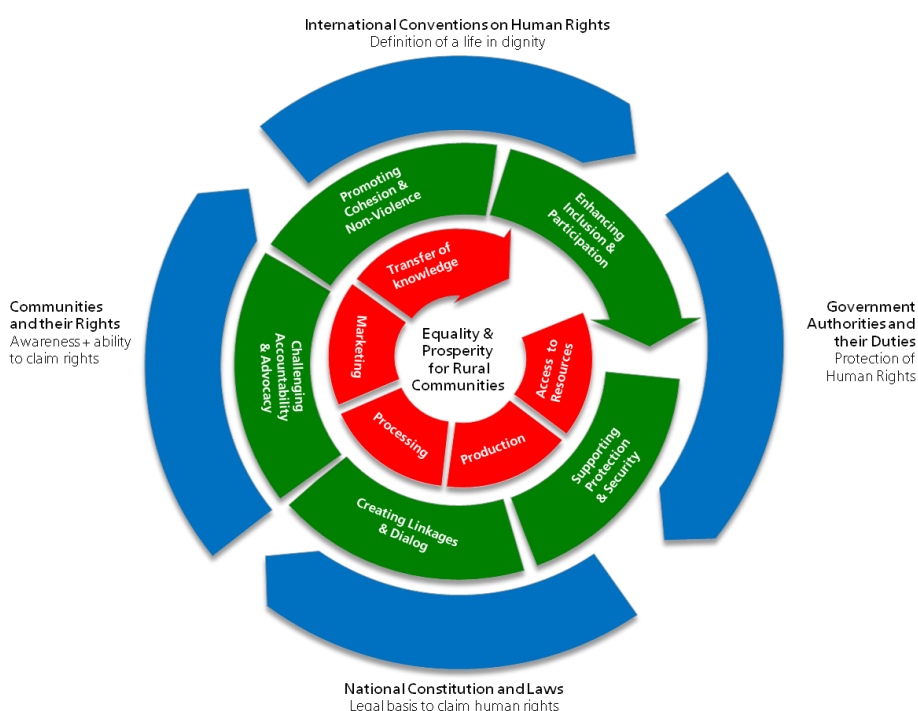 International Conventions on Human Rights
Definition of a life in dignity
Promoting
Cohesion &
Non-Violence
Enhancing
Inclusion &
Participation
Transfer of
knowledge
Communities
and their Rights
Awareness + ability
to claim rights
Challenging
Accountability
& Advocacy
Marketing
Equality &
Prosperity
for Rural
Communities
Access to
Resources
Government
Authorities and
their Duties
Protection of
Human Rights
Processing
Production
Supporting
Protection
& Security
Creating Linkages
& Dialog
National Constitution and Laws
Legal basis to claim human rights